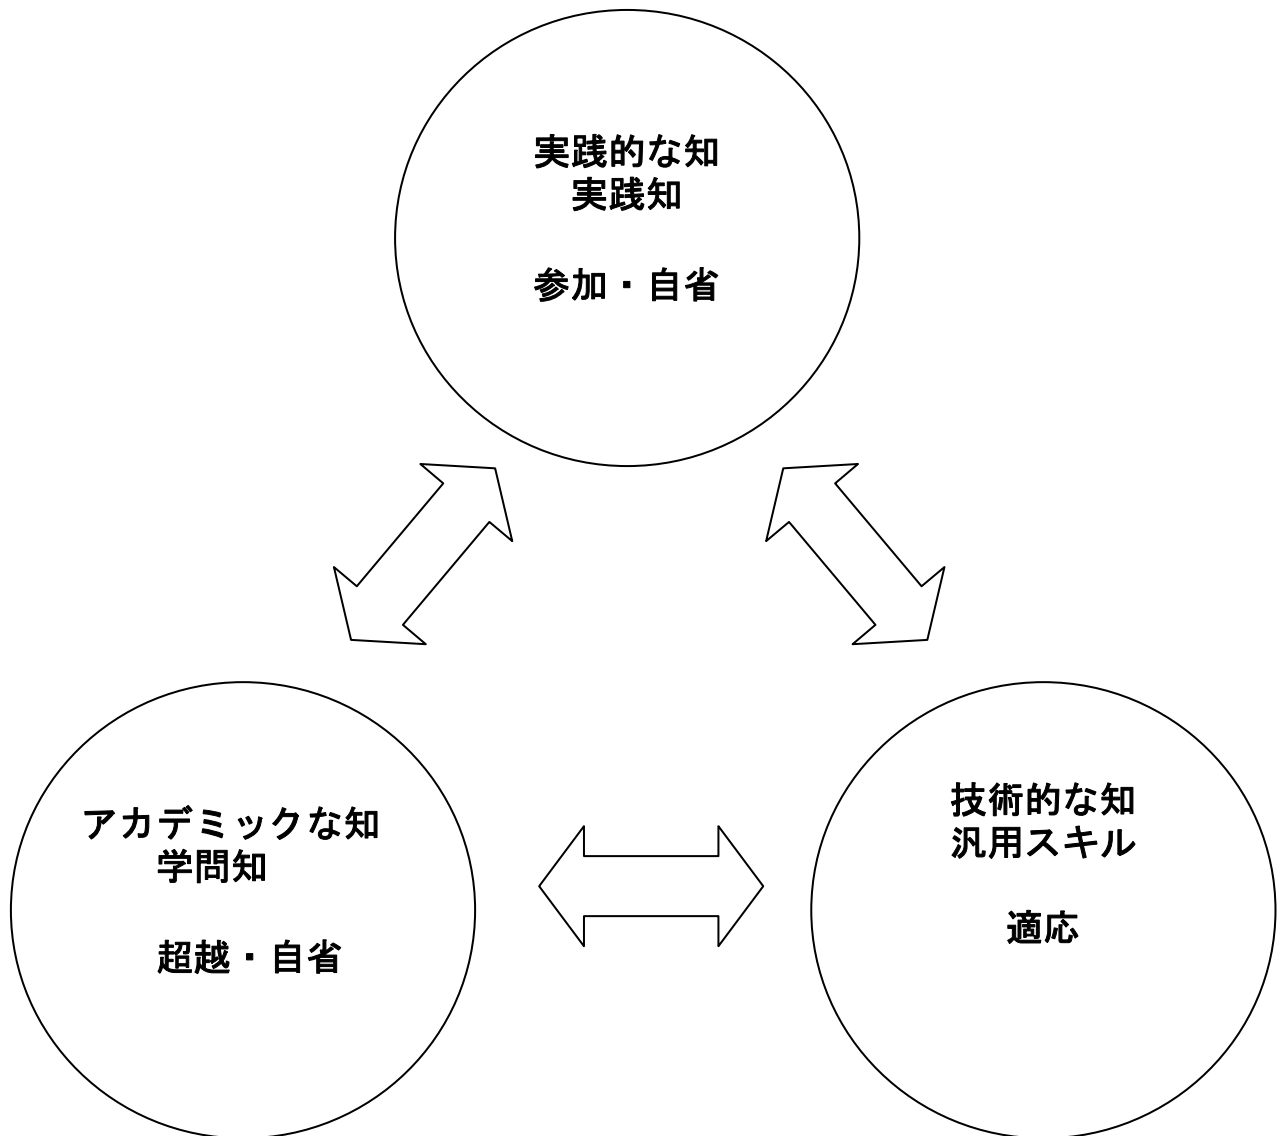 実践的な知
実践知
参加・自省
アカデミックな知
学問知
超越・自省
技術的な知
汎用スキル
適応